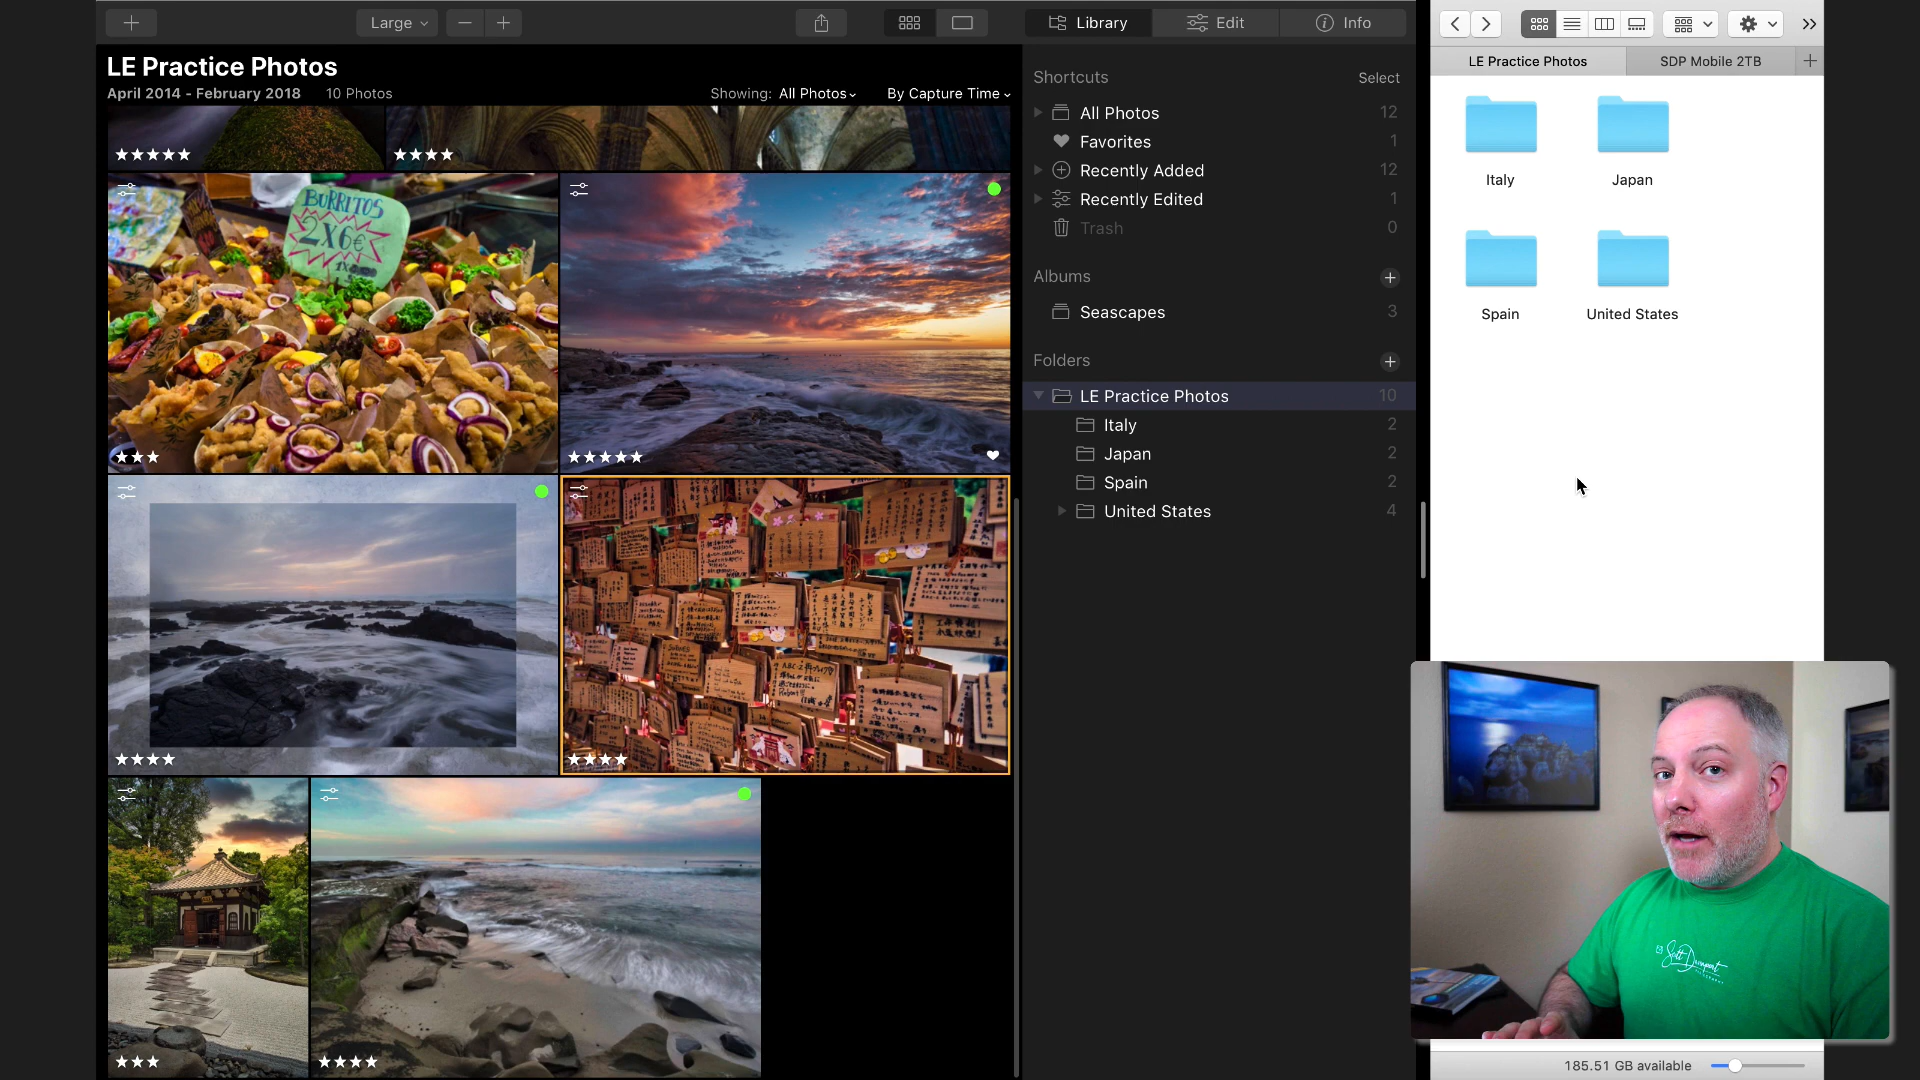 Large
Library
Edit
Info
LE Practice Photos
SDP Mobile 2TB
LE Practice Photos
April 2014 - February 2018
10 Photos
Showing: All Photos
By Capture Time
BURRITOS
2X6€
Shortcuts
Select
All Photos
12
Favorites
1
Recently Added
12
Recently Edited
1
Trash
0
Albums
Seascapes
3
Folders
LE Practice Photos
10
Italy
2
Japan
2
Spain
2
United States
4
Italy
Japan
Spain
United States
185.51 GB available